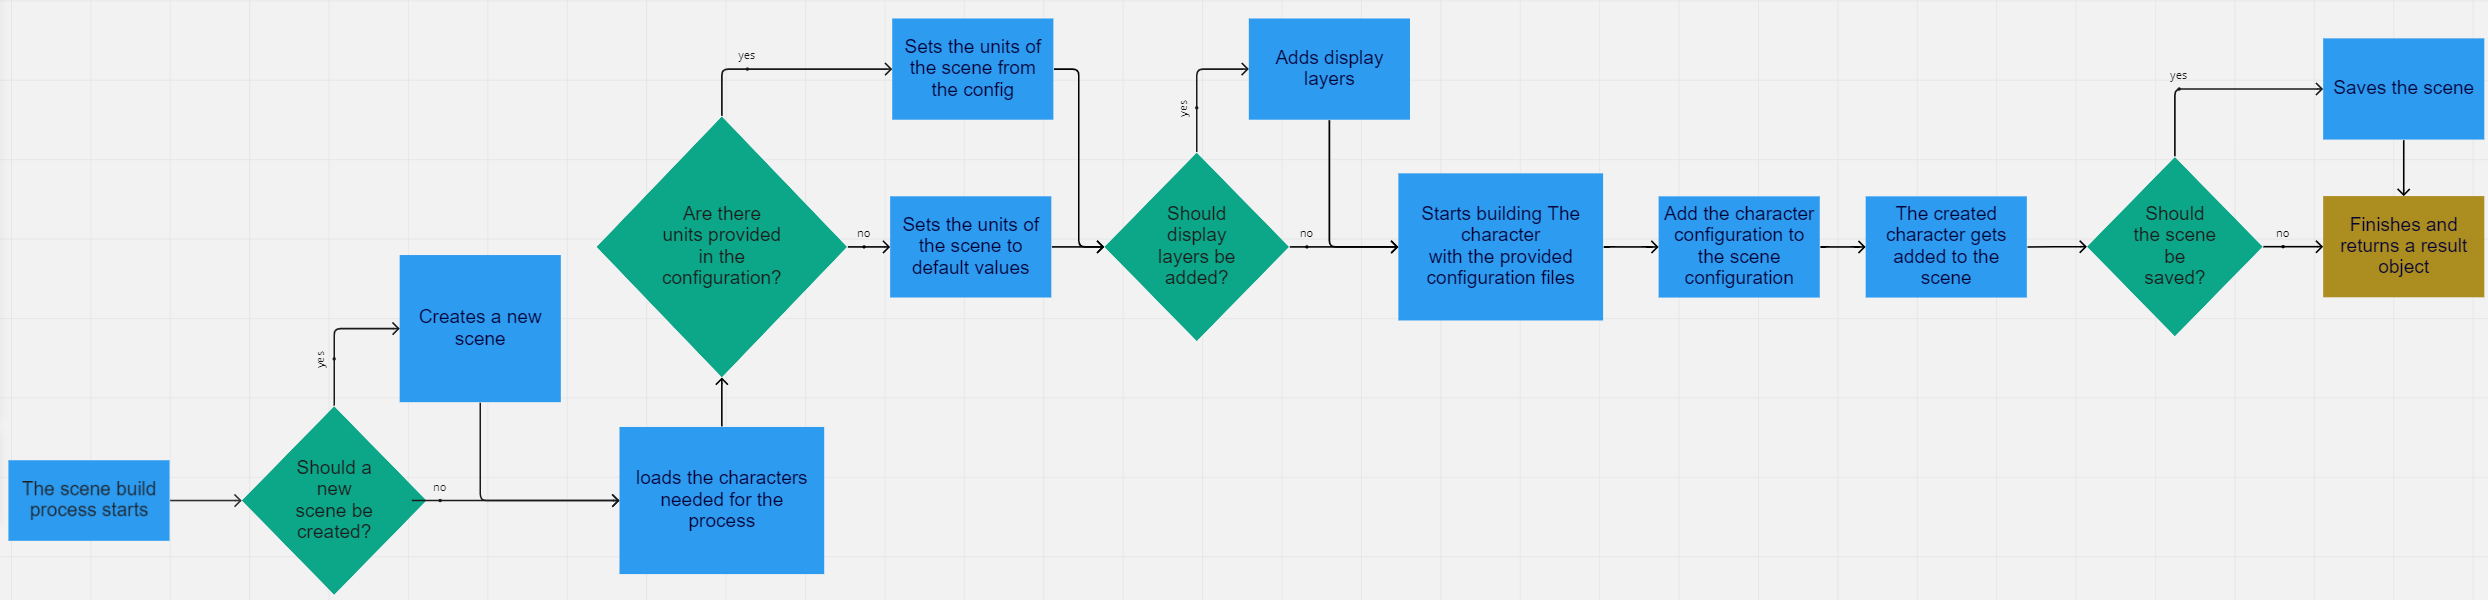 The scene build
process starts
Should a
new
scene be
created?
yes
no
Creates a new
scene
loads the characters
needed for the
process
Are there
units provided
in the
configuration?
yes
no
Sets the units of
the scene from
the config
Sets the units of
the scene to
default values
Should
display
layers be
added?
yes
no
Adds display
layers
Starts building The
character
with the provided
configuration files
Add the character
configuration to
the scene
configuration
The created
character gets
added to the
scene
Should
the scene
be
saved?
yes
no
Saves the scene
Finishes and
returns a result
object